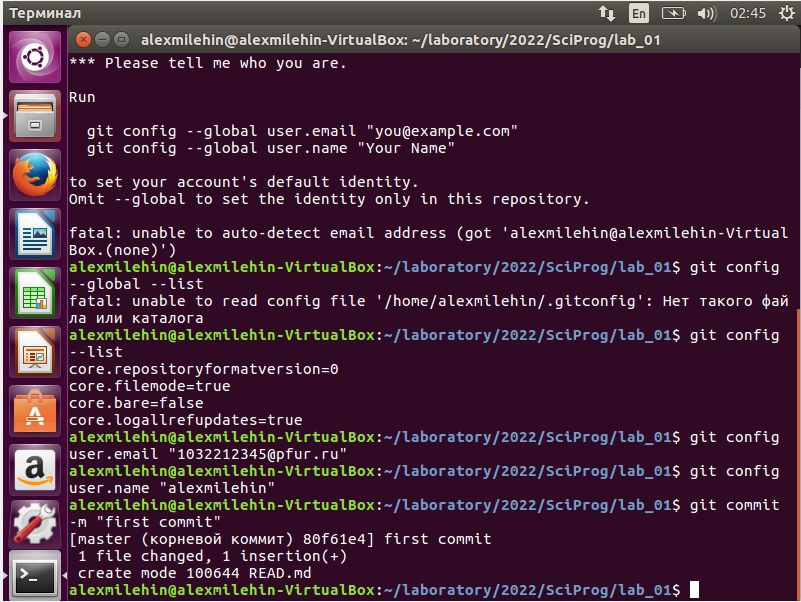 Терминал
En
02:45
alexmilehin@alexmilehin-VirtualBox: ~/laboratory/2022/SciProg/lab_01
*** Please tell me who you are.
Run
git config --global user.email "you@example.com"
git config --global user.name "Your Name"
to set your account's default identity.
Omit --global to set the identity only in this repository.
fatal: unable to auto-detect email address (got 'alexmilehin@alexmilehin-Virtual
Box.(none)')
alexmilehin@alexmilehin-VirtualBox:~/laboratory/2022/SciProg/lab_01$ git config
--global --list
fatal: unable to read config file '/home/alexmilehin/.gitconfig': Нет такого фай
ла или каталога
alexmilehin@alexmilehin-VirtualBox:~/laboratory/2022/SciProg/lab_01$ git config
--list
core.repositoryformatversion=0
core.filemode=true
core.bare=false
core.logallrefupdates=true
alexmilehin@alexmilehin-VirtualBox:~/laboratory/2022/SciProg/lab_01$ git config
user.email "1032212345@pfur.ru"
alexmilehin@alexmilehin-VirtualBox:~/laboratory/2022/SciProg/lab_01$ git config
user.name "alexmilehin"
alexmilehin@alexmilehin-VirtualBox:~/laboratory/2022/SciProg/lab_01$ git commit
-m "first commit"
[master (корневой коммит) 80f61e4] first commit
1 file changed, 1 insertion(+)
create mode 100644 READ.md
alexmilehin@alexmilehin-VirtualBox:~/laboratory/2022/SciProg/lab_01$